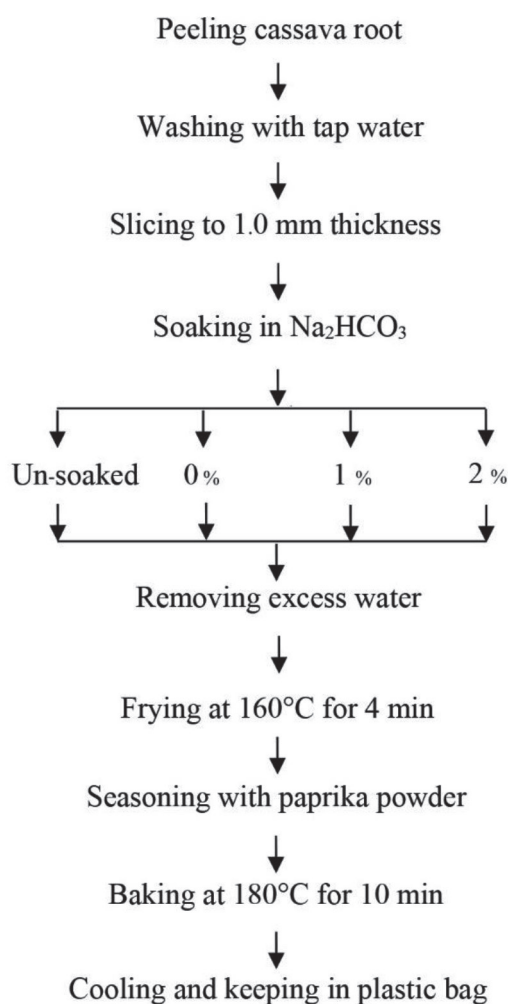 Peeling cassava root
Washing with tap water
Slicing to 1.0 mm thickness
Soaking in Na₂HCO₃
Un-soaked 0 % 1 % 2 %
Removing excess water
Frying at 160°C for 4 min
Seasoning with paprika powder
Baking at 180°C for 10 min
Cooling and keeping in plastic bag